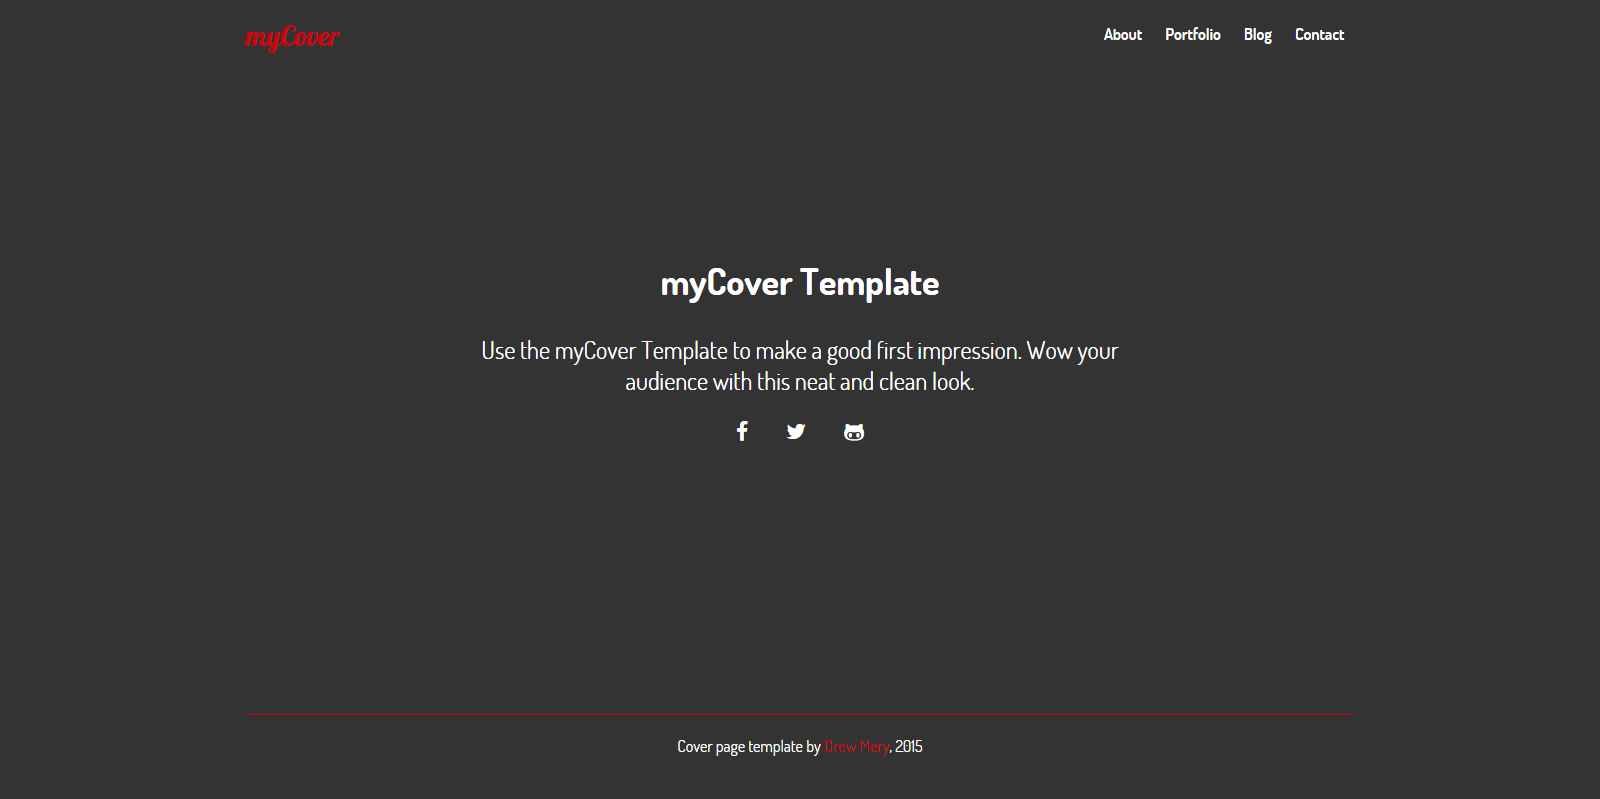 myCover
About Portfolio Blog Contact
myCover Template
Use the myCover Template to make a good first impression. Wow your
audience with this neat and clean look.
Cover page template by Drew Mery, 2015